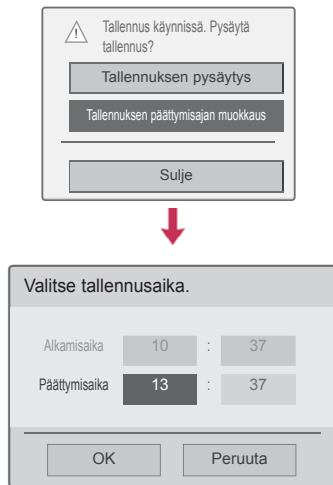 Tallennus käynnissä. Pysäytä
tallennus?
Tallennuksen pysäytys
Tallennuksen päättymisajan muokkaus
Sulje
Valitse tallennusaika.
Alkamisaika 10 : 37
Päättymisaika 13 : 37
OK Peruuta